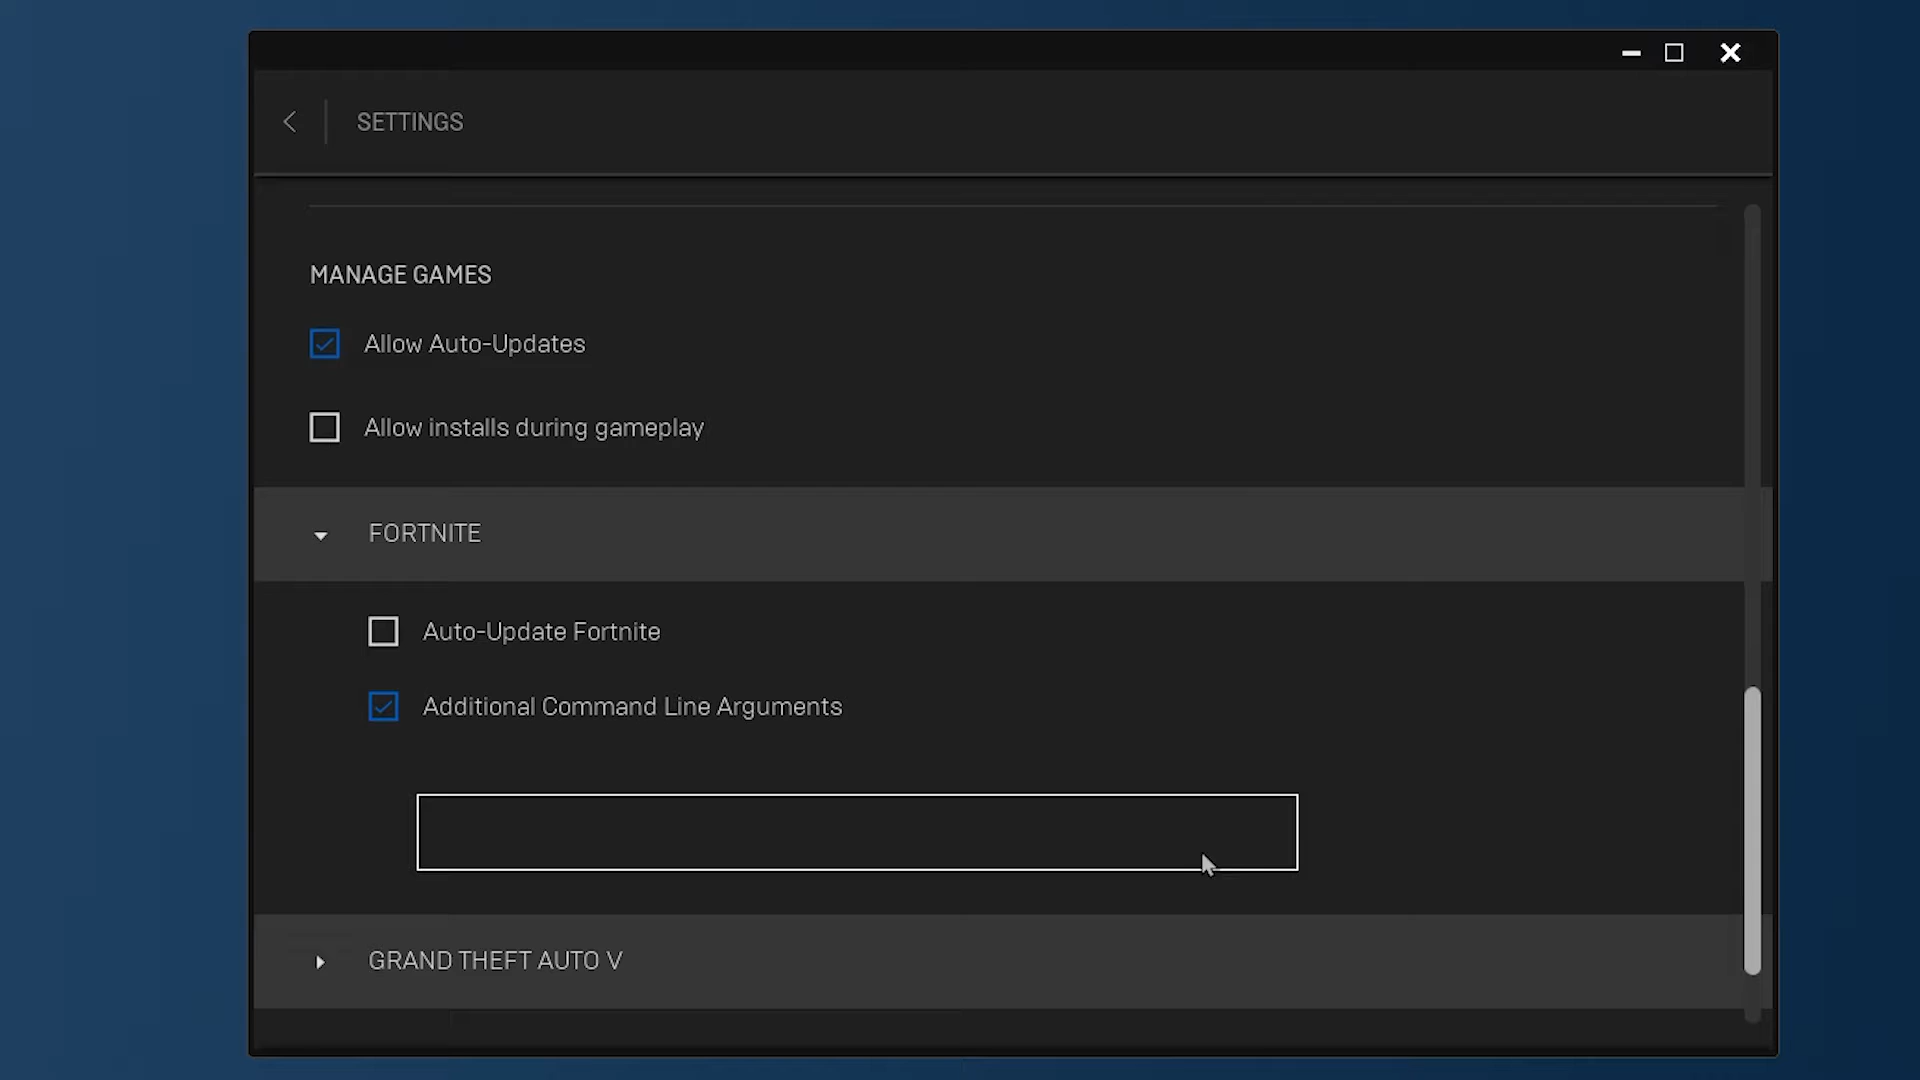 SETTINGS
MANAGE GAMES
Allow Auto-Updates
Allow installs during gameplay
FORTNITE
Auto-Update Fortnite
Additional Command Line Arguments
GRAND THEFT AUTO V